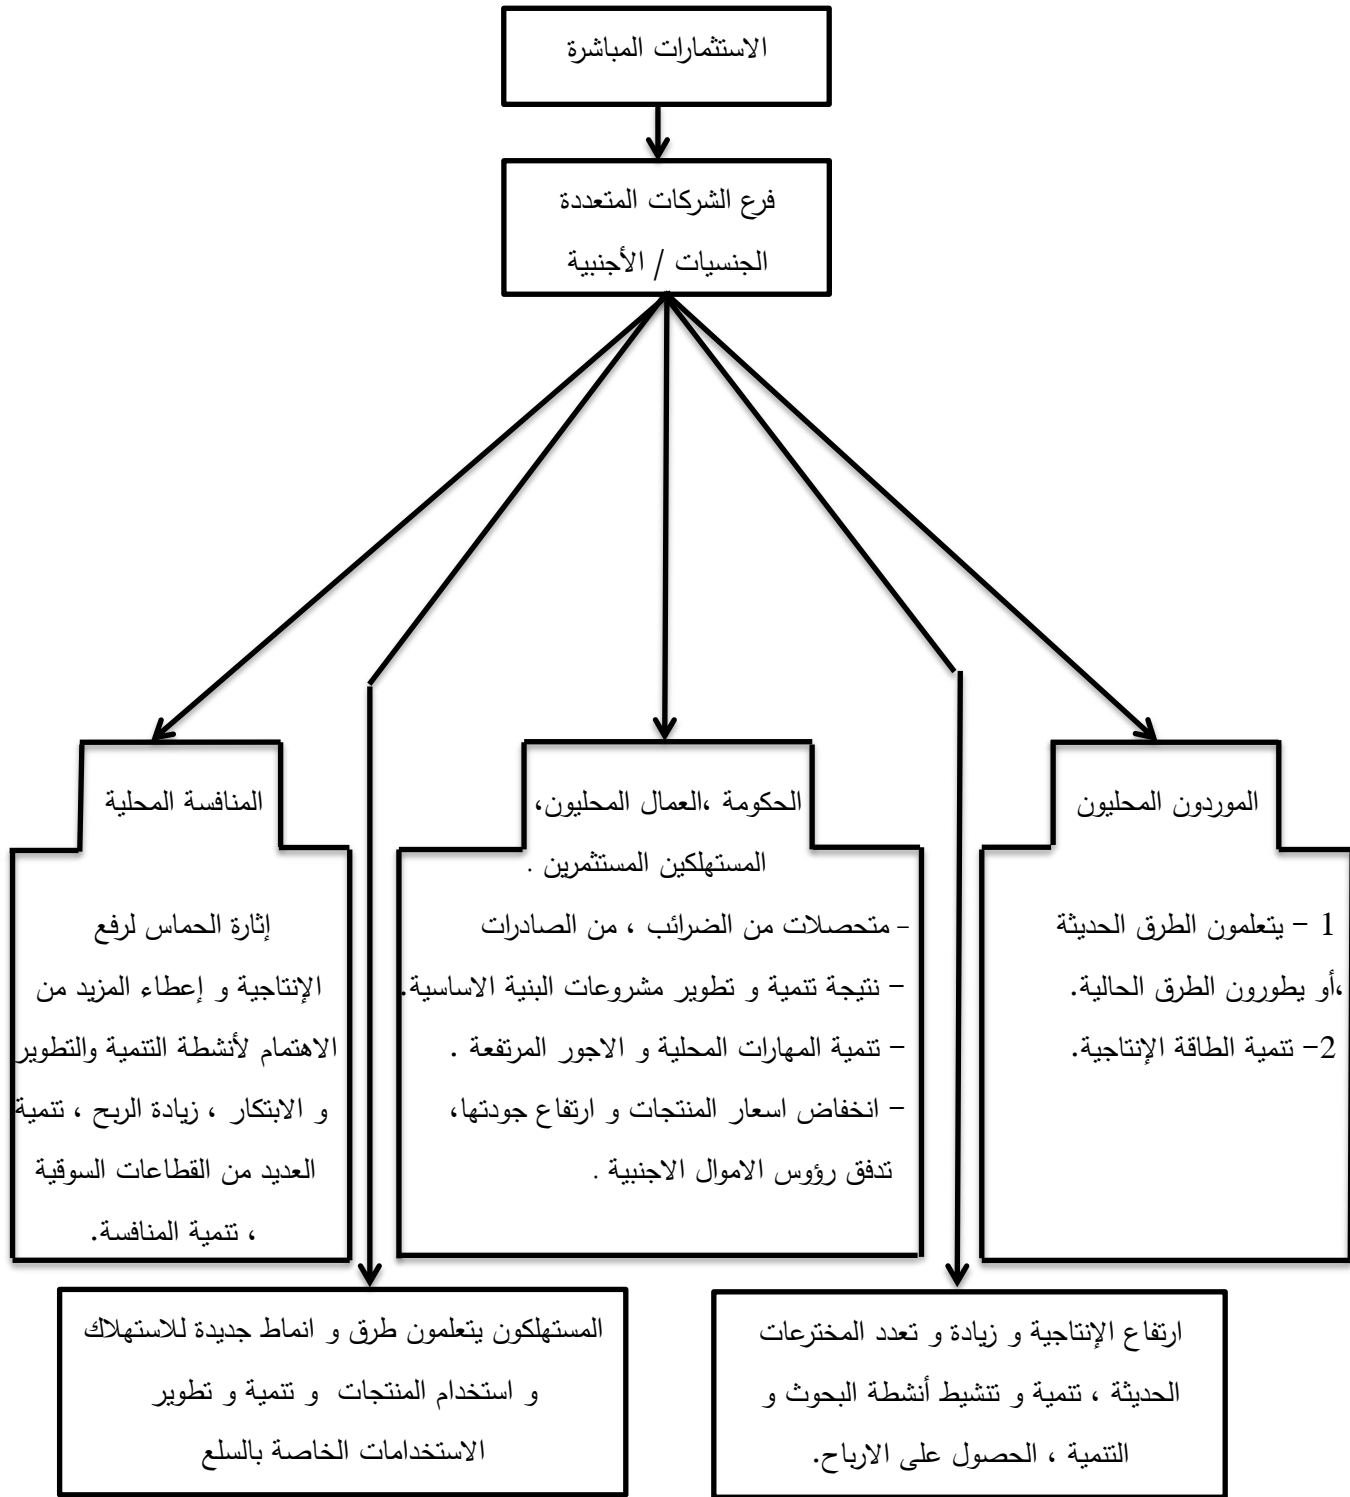 الاستثمارات المباشرة
فرع الشركات المتعددة
الجنسيات / الأجنبية
الموردون المحليون
1 – يتعلمون الطرق الحديثة
،أو يطورون الطرق الحالية.
2– تنمية الطاقة الإنتاجية.
الحكومة ،العمال المحليون،
المستهلكين المستثمرين .
- متحصلات من الضرائب ، من الصادرات
– نتيجة تنمية و تطوير مشروعات البنية الاساسية.
– تنمية المهارات المحلية و الاجور المرتفعة .
– انخفاض اسعار المنتجات و ارتفاع جودتها،
تدفق رؤوس الاموال الاجنبية .
المنافسة المحلية
إثارة الحماس لرفع
الإنتاجية و إعطاء المزيد من
الاهتمام لأنشطة التنمية والتطوير
و الابتكار ، زيادة الربح ، تنمية
العديد من القطاعات السوقية
، تنمية المنافسة.
ارتفاع الإنتاجية و زيادة و تعدد المخترعات
الحديثة ، تنمية و تنشيط أنشطة البحوث و
التنمية ، الحصول على الارباح.
المستهلكون يتعلمون طرق و انماط جديدة للاستهلاك
و استخدام المنتجات و تنمية و تطوير
الاستخدامات الخاصة بالسلع